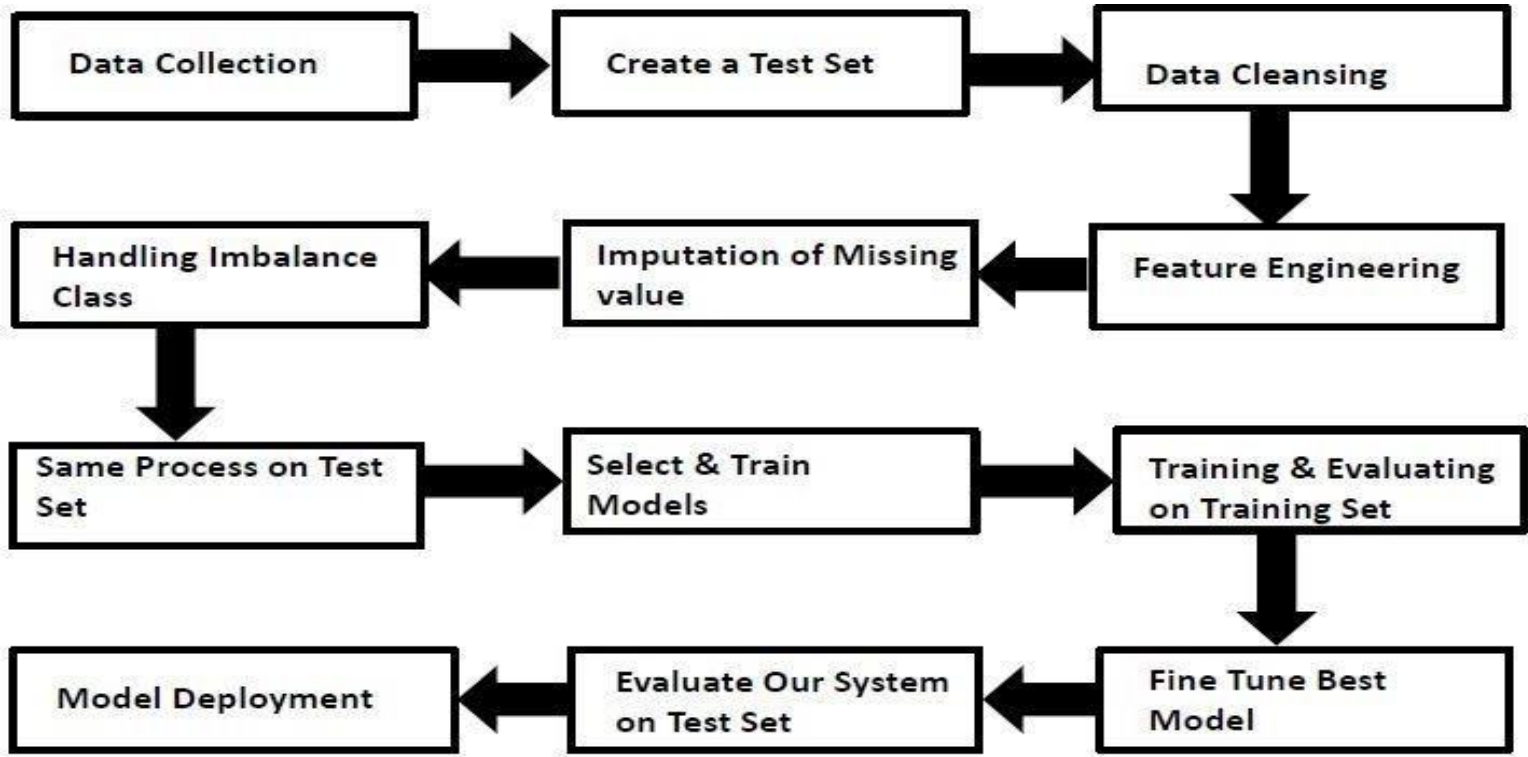 Data Collection
Create a Test Set
Data Cleansing
Feature Engineering
Imputation of Missing
value
Handling Imbalance
Class
Same Process on Test
Set
Select & Train
Models
Training & Evaluating
on Training Set
Fine Tune Best
Model
Evaluate Our System
on Test Set
Model Deployment